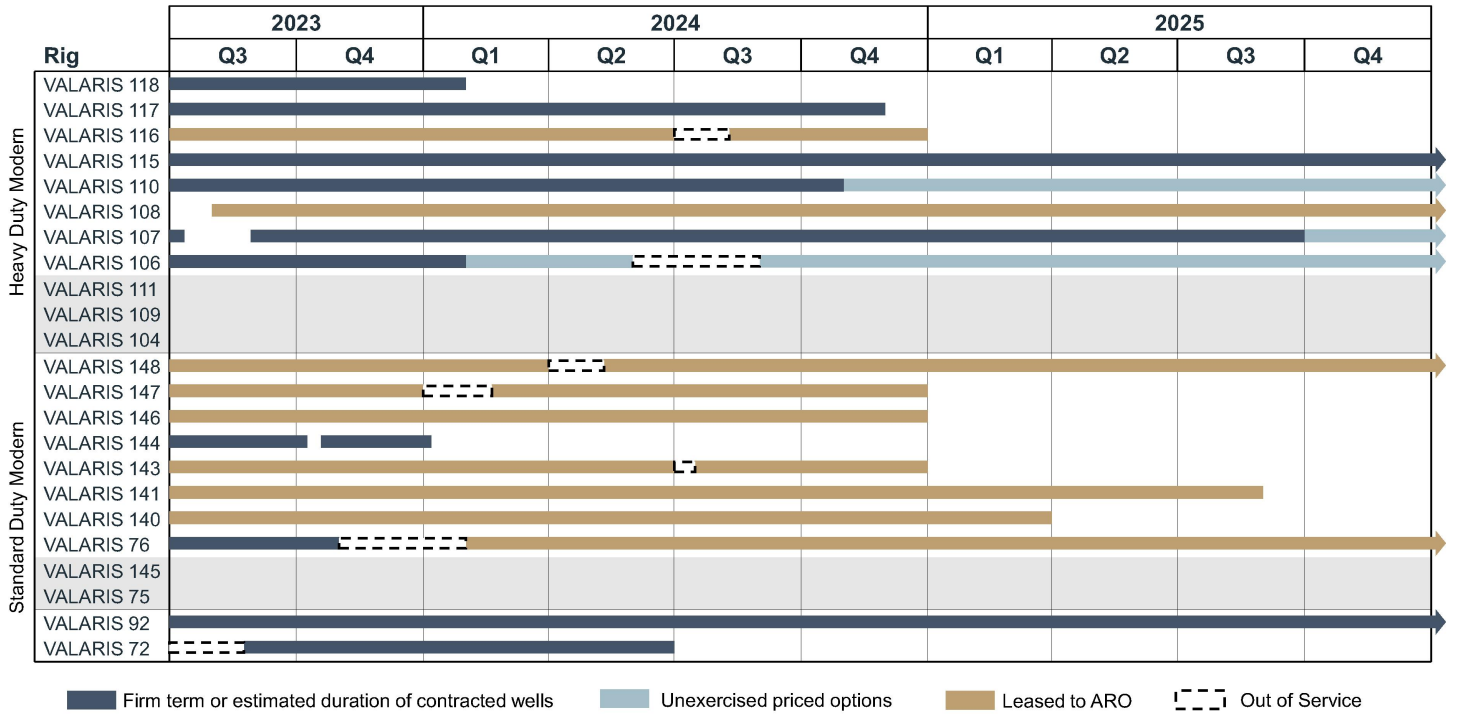 2023 2024 2025
Rig Q3 Q4 Q1 Q2 Q3 Q4 Q1 Q2 Q3 Q4
Heavy Duty Modern
VALARIS 118
VALARIS 117
VALARIS 116
VALARIS 115
VALARIS 110
VALARIS 108
VALARIS 107
VALARIS 106
VALARIS 111
VALARIS 109
VALARIS 104
Standard Duty Modern
VALARIS 148
VALARIS 147
VALARIS 146
VALARIS 144
VALARIS 143
VALARIS 141
VALARIS 140
VALARIS 76
VALARIS 145
VALARIS 75
VALARIS 92
VALARIS 72
Firm term or estimated duration of contracted wells Unexercised priced options Leased to ARO Out of Service